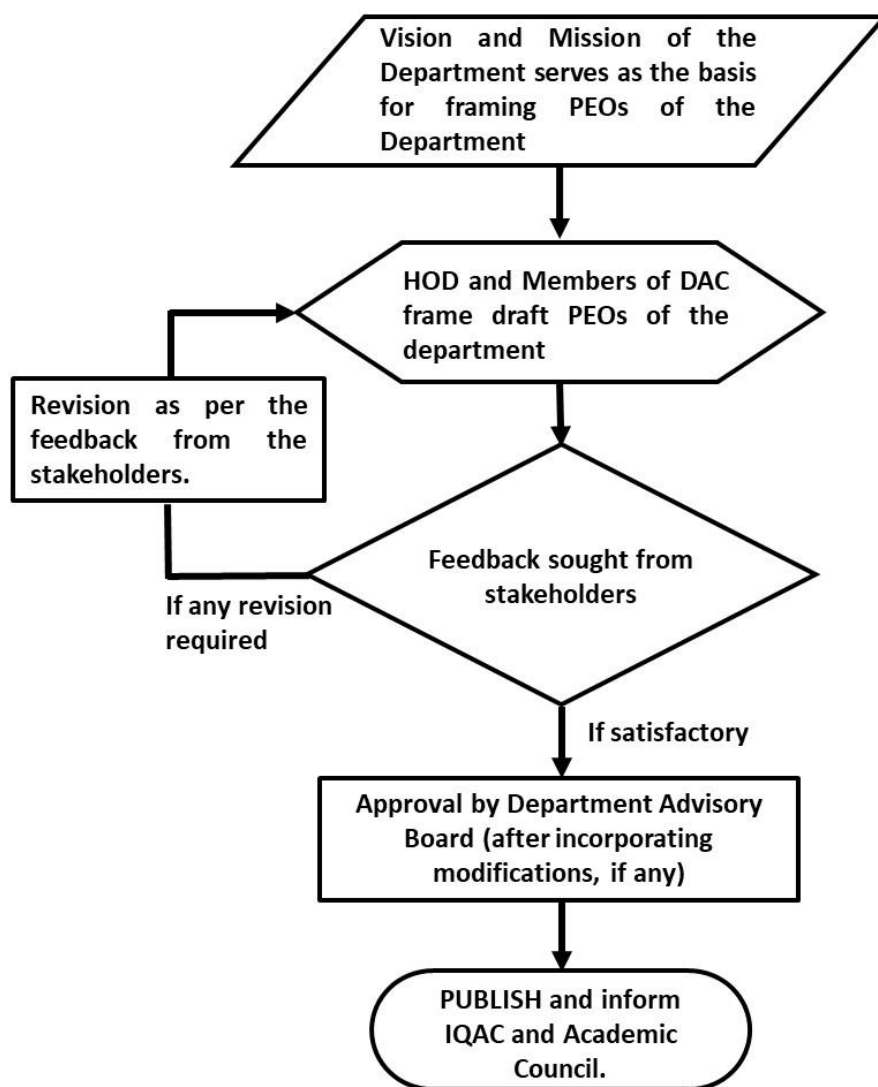 Vision and Mission of the
Department serves as the basis
for framing PEOs of the
Department
HOD and Members of DAC
frame draft PEOs of the
department
Revision as per the
feedback from the
stakeholders.
Feedback sought from
stakeholders
If any revision
required
If satisfactory
Approval by Department Advisory
Board (after incorporating
modifications, if any)
PUBLISH and inform
IQAC and Academic
Council.